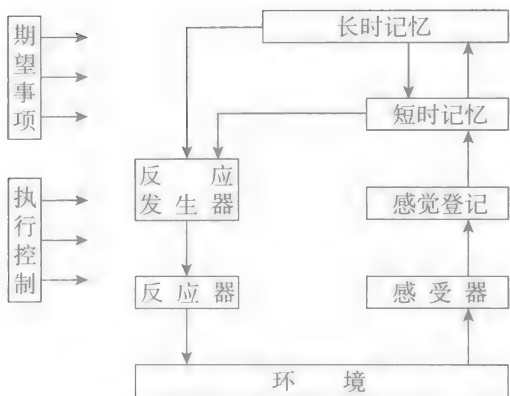 期望事项
执行控制
长时记忆
短时记忆
反应
发生器
感觉登记
反应器
感受器
环境